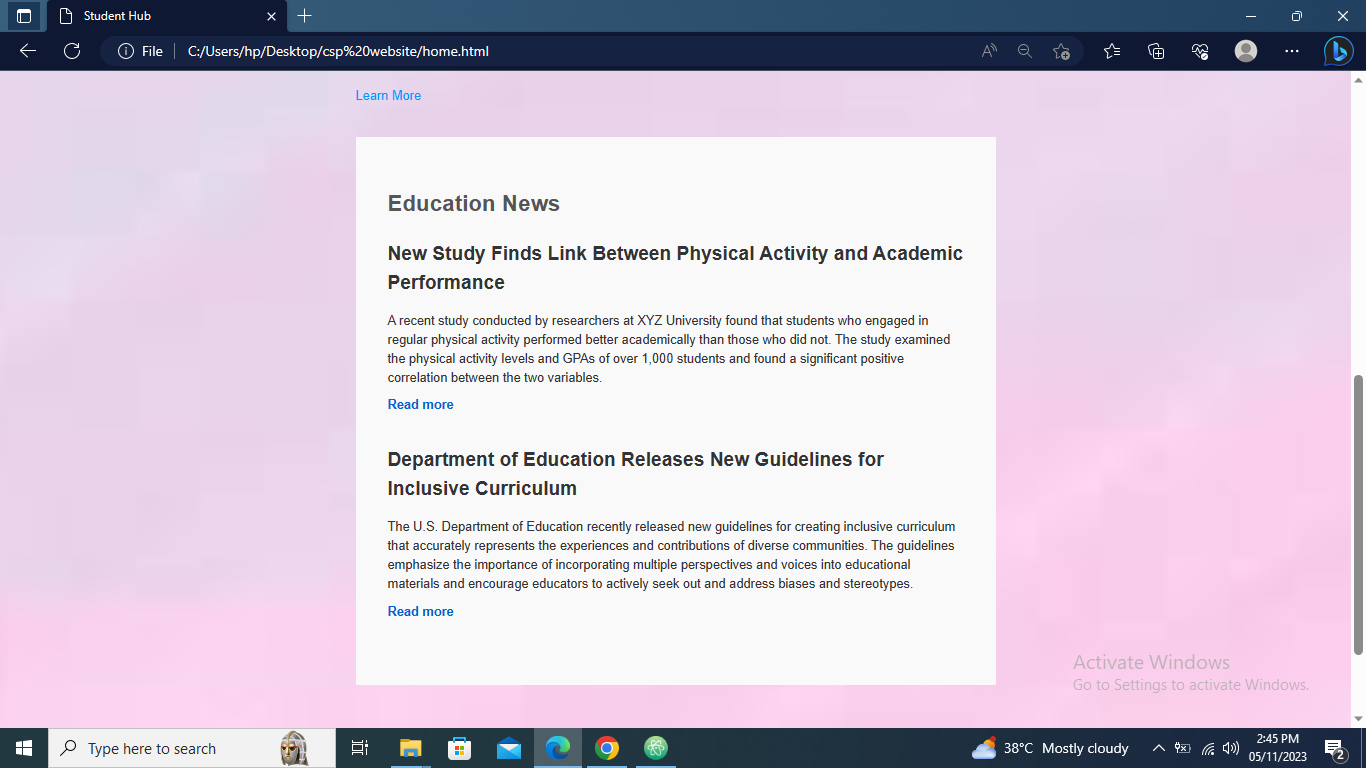 Student Hub
File
C:/Users/hp/Desktop/csp%20website/home.html
Learn More
Education News
New Study Finds Link Between Physical Activity and Academic
Performance
A recent study conducted by researchers at XYZ University found that students who engaged in
regular physical activity performed better academically than those who did not. The study examined
the physical activity levels and GPAs of over 1,000 students and found a significant positive
correlation between the two variables.
Read more
Department of Education Releases New Guidelines for
Inclusive Curriculum
The U.S. Department of Education recently released new guidelines for creating inclusive curriculum
that accurately represents the experiences and contributions of diverse communities. The guidelines
emphasize the importance of incorporating multiple perspectives and voices into educational
materials and encourage educators to actively seek out and address biases and stereotypes.
Read more
Activate Windows
Go to Settings to activate Windows.
Type here to search
38°C Mostly cloudy
2:45 PM
05/11/2023
2